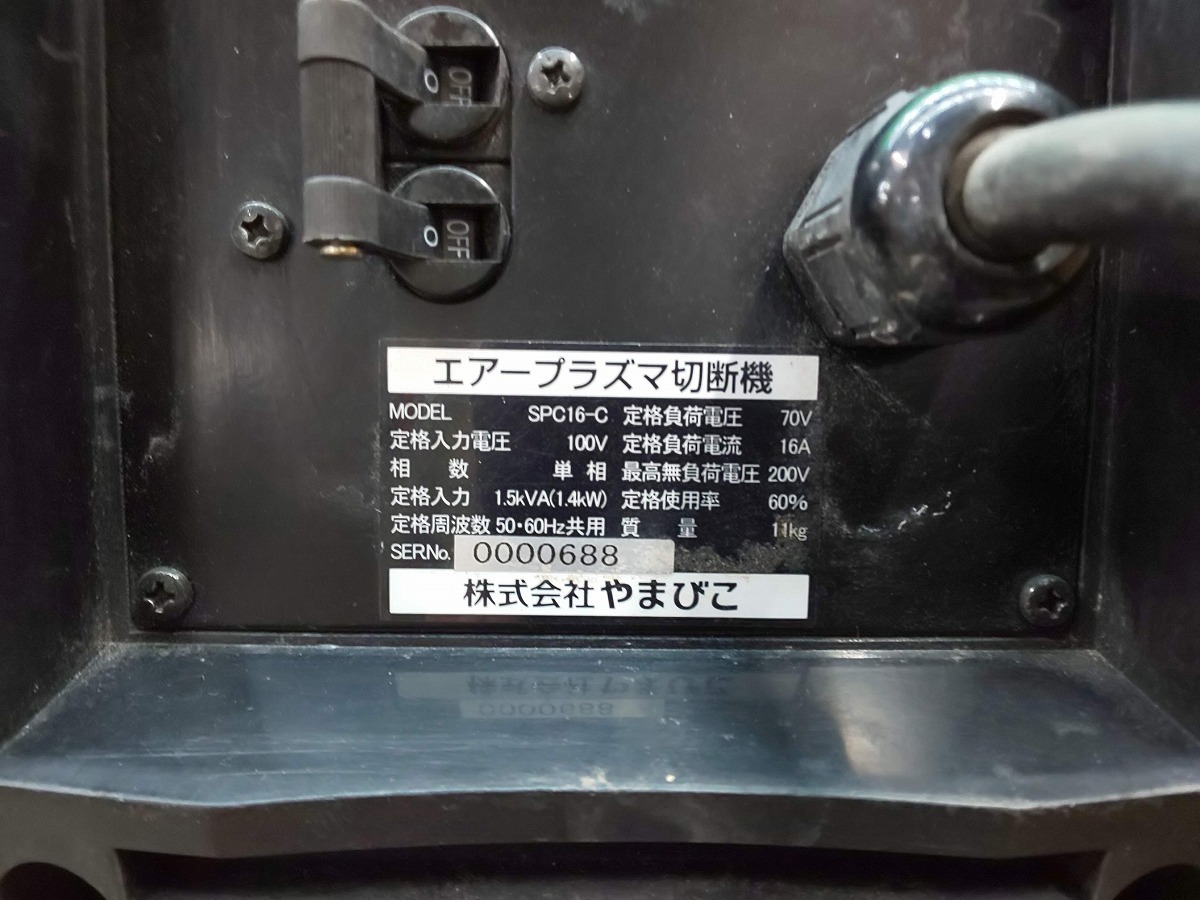 OFF
OFF
エアープラズマ切断機
MODEL SPC16-C 定格負荷電圧 70V
定格入力電圧 100V 定格負荷電流 16A
相 数 単 相 最高無負荷電圧 200V
定格入力 1.5kVA(1.4kW) 定格使用率 60%
定格周波数 50・60Hz共用 質 量 11kg
SER.No. 0000688
株式会社やまびこ